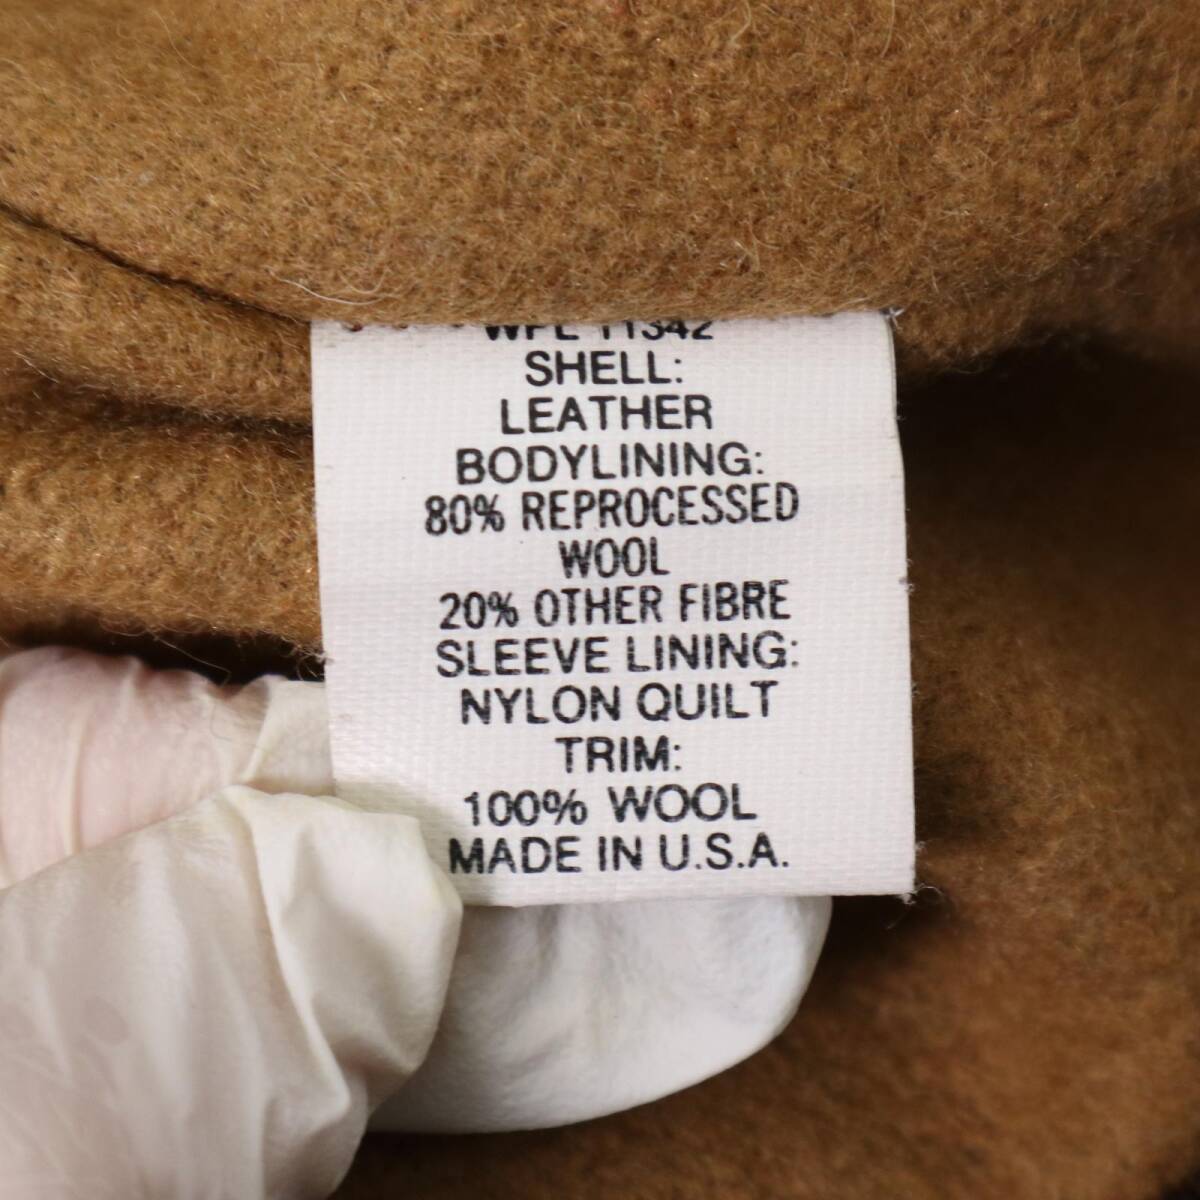 WPL 11342
SHELL:
LEATHER
BODYLINING:
80% REPROCESSED
WOOL
20% OTHER FIBRE
SLEEVE LINING:
NYLON QUILT
TRIM:
100% WOOL
MADE IN U.S.A.